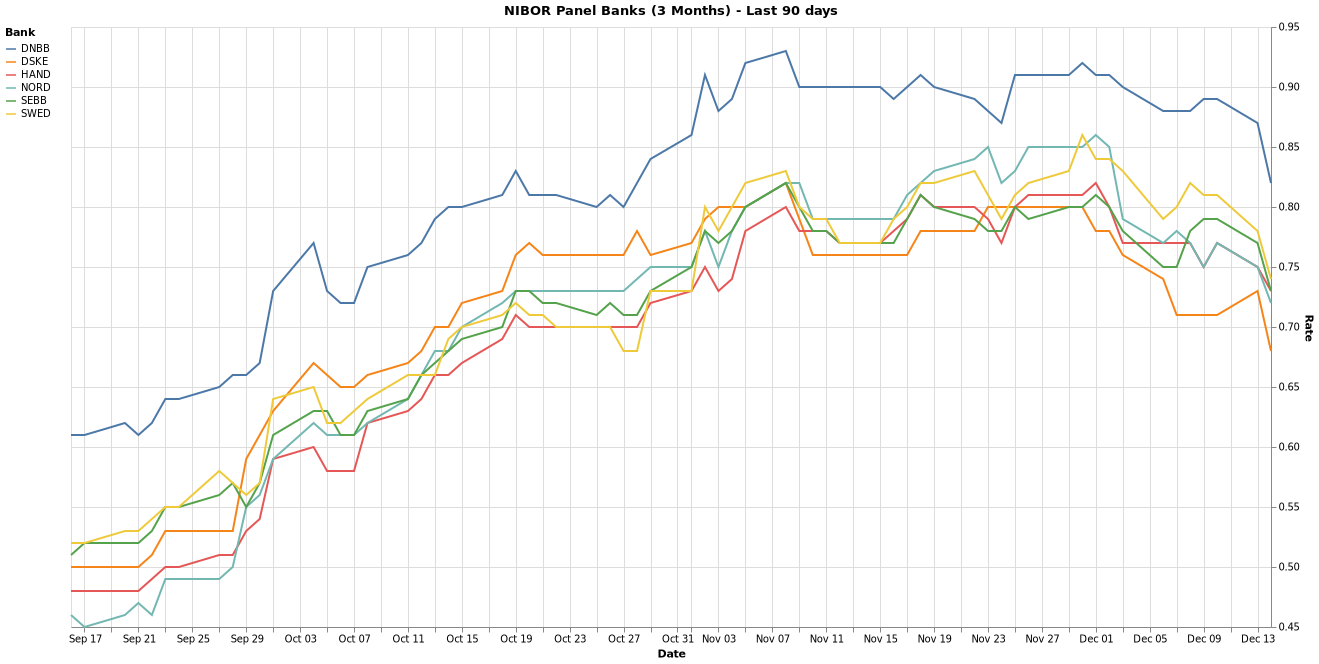 NIBOR Panel Banks (3 Months) - Last 90 days
Bank
DNBB
DSKE
HAND
NORD
SEBB
SWED
0.95
0.90
0.85
0.80
0.75
0.70
0.65
0.60
0.55
0.50
0.45
Rate
Sep 17 Sep 21 Sep 25 Sep 29 Oct 03 Oct 07 Oct 11 Oct 15 Oct 19 Oct 23 Oct 27 Oct 31 Nov 03 Nov 07 Nov 11 Nov 15 Nov 19 Nov 23 Nov 27 Dec 01 Dec 05 Dec 09 Dec 13
Date